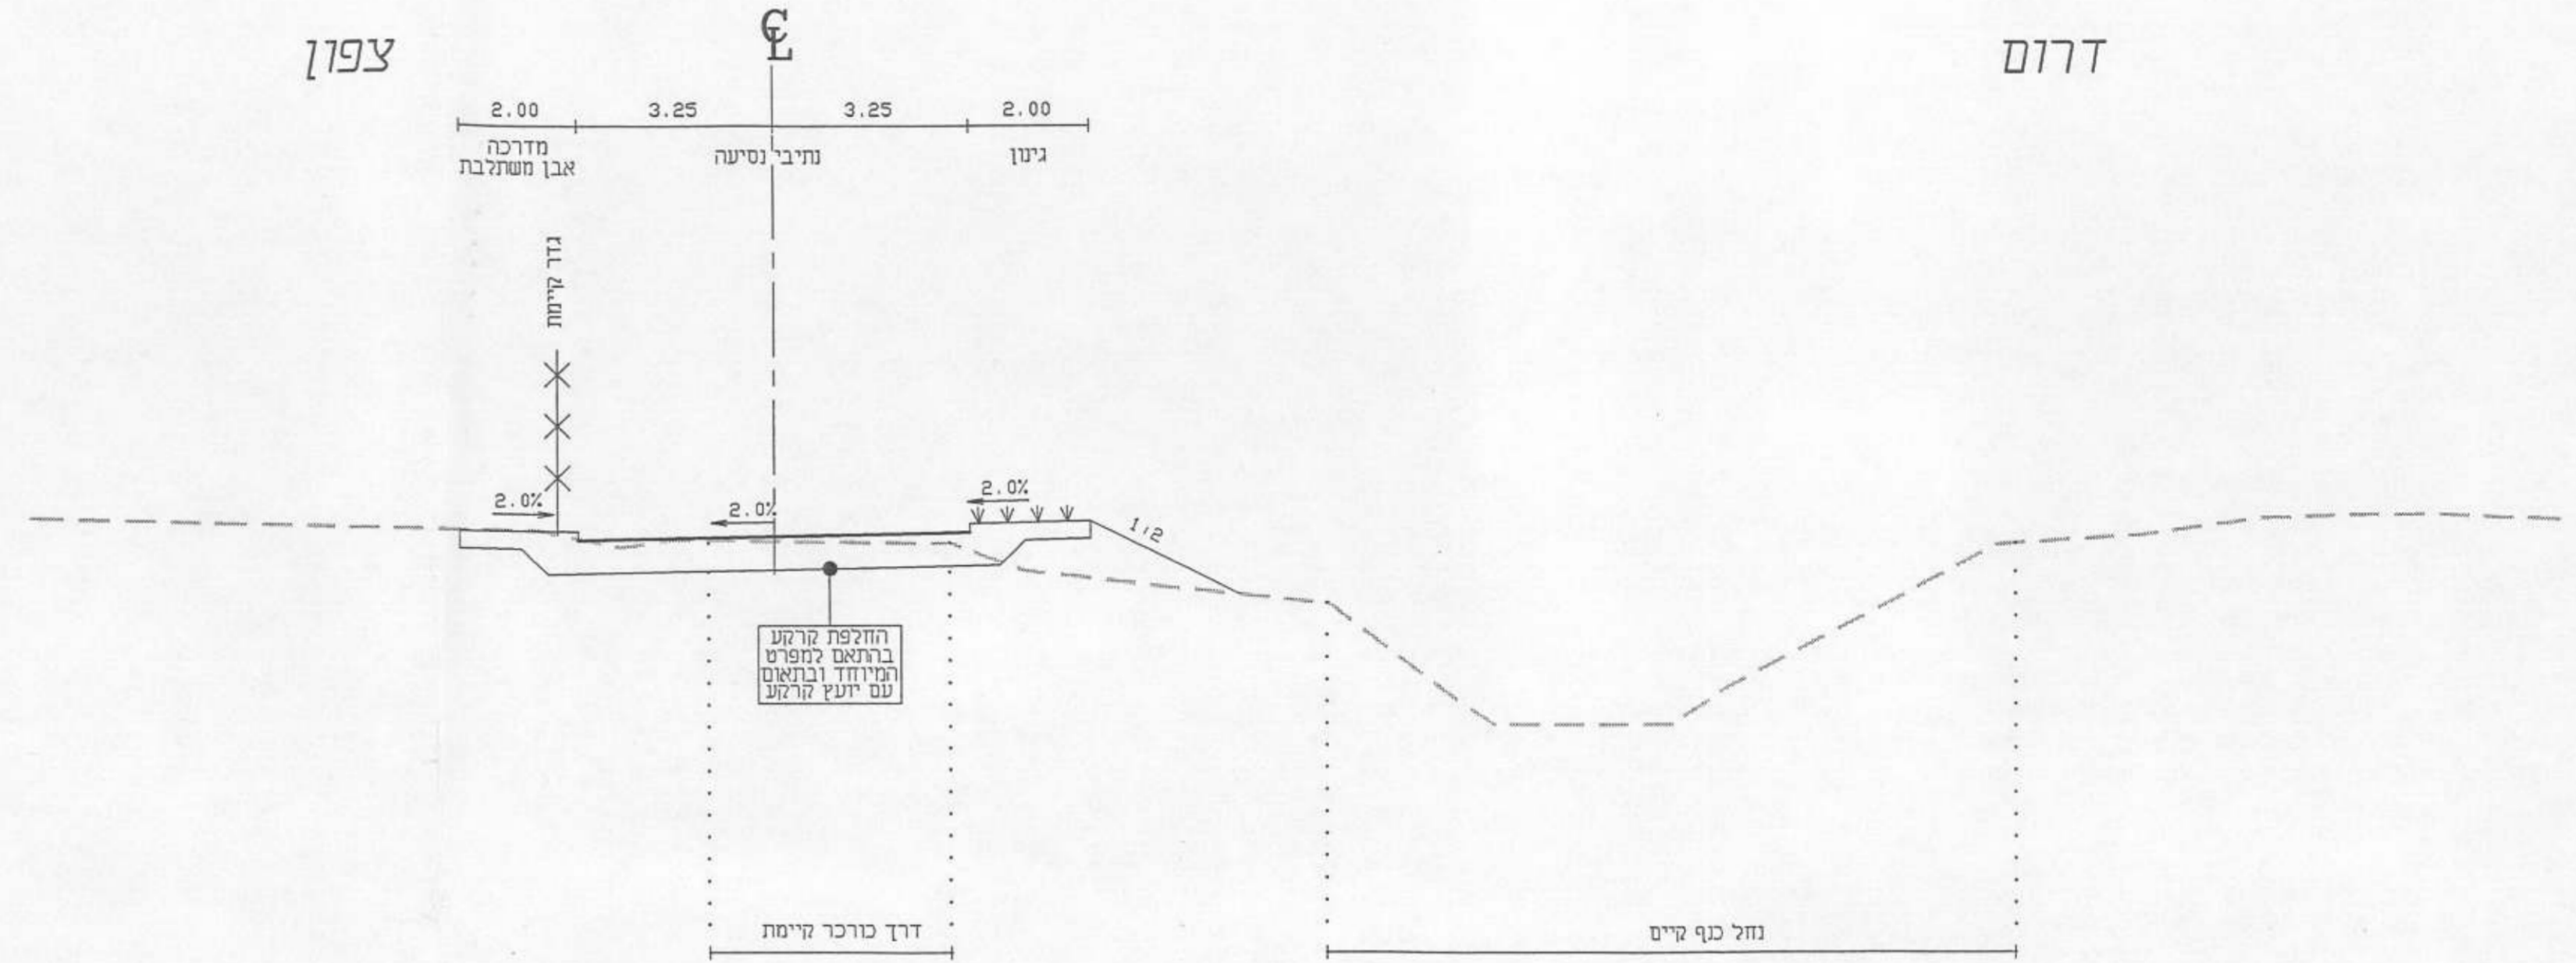 צפון
℄
דרום
2.00
3.25
3.25
2.00
מדרכה
אבן משתלבת
נתיבי נסיעה
גינון
גדר קיימת
2.0%
2.0%
2.0%
1:2
החלפת קרקע
בהתאם למפרט
המיוחד ובתאום
עם יועץ קרקע
דרך כורכר קיימת
נחל כנף קיים